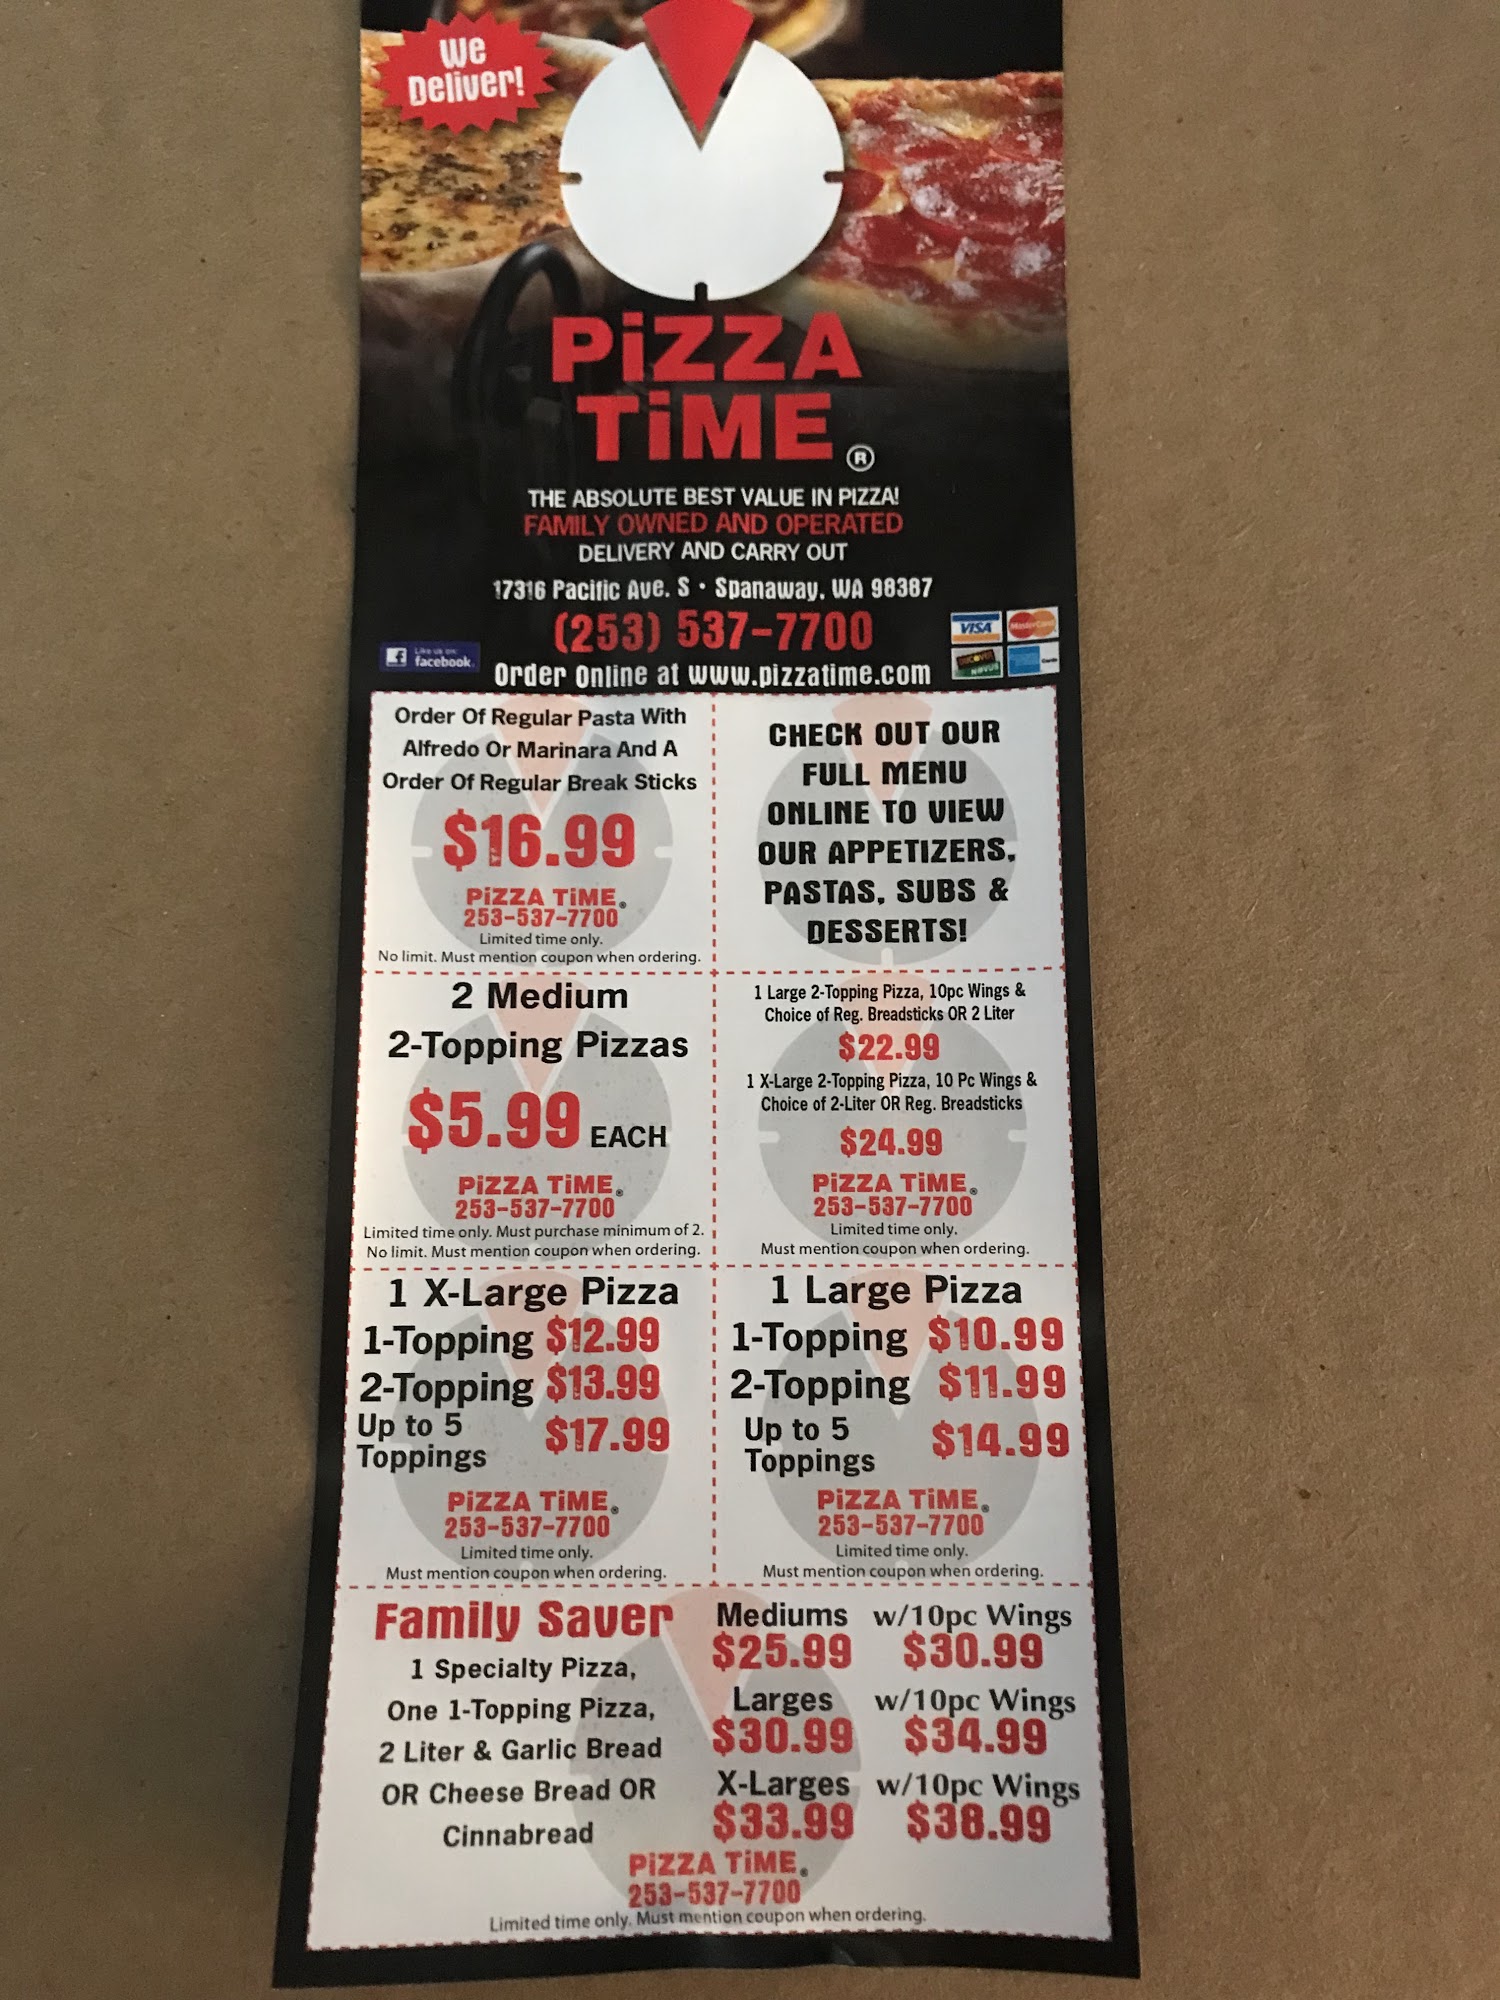 We
Deliver!
PiZZA
TiME ®
THE ABSOLUTE BEST VALUE IN PIZZA!
FAMILY OWNED AND OPERATED
DELIVERY AND CARRY OUT
17316 Pacific Ave. S • Spanaway, WA 98387
(253) 537-7700
Like us on:
facebook
Order Online at www.pizzatime.com
VISA
MasterCard
DISCOVER
NOVUS
Order Of Regular Pasta With
Alfredo Or Marinara And A
Order Of Regular Break Sticks
$16.99
PiZZA TiME®
253-537-7700
Limited time only.
No limit. Must mention coupon when ordering.
CHECK OUT OUR
FULL MENU
ONLINE TO VIEW
OUR APPETIZERS,
PASTAS, SUBS &
DESSERTS!
2 Medium
2-Topping Pizzas
$5.99 EACH
PiZZA TiME®
253-537-7700
Limited time only. Must purchase minimum of 2.
No limit. Must mention coupon when ordering.
1 Large 2-Topping Pizza, 10pc Wings &
Choice of Reg. Breadsticks OR 2 Liter
$22.99
1 X-Large 2-Topping Pizza, 10 Pc Wings &
Choice of 2-Liter OR Reg. Breadsticks
$24.99
PiZZA TiME®
253-537-7700
Limited time only.
Must mention coupon when ordering.
1 X-Large Pizza
1-Topping $12.99
2-Topping $13.99
Up to 5
Toppings $17.99
PiZZA TiME®
253-537-7700
Limited time only.
Must mention coupon when ordering.
1 Large Pizza
1-Topping $10.99
2-Topping $11.99
Up to 5
Toppings $14.99
PiZZA TiME®
253-537-7700
Limited time only.
Must mention coupon when ordering.
Family Saver
1 Specialty Pizza,
One 1-Topping Pizza,
2 Liter & Garlic Bread
OR Cheese Bread OR
Cinnabread
Mediums w/10pc Wings
$25.99 $30.99
Larges w/10pc Wings
$30.99 $34.99
X-Larges w/10pc Wings
$33.99 $38.99
PiZZA TiME®
253-537-7700
Limited time only. Must mention coupon when ordering.